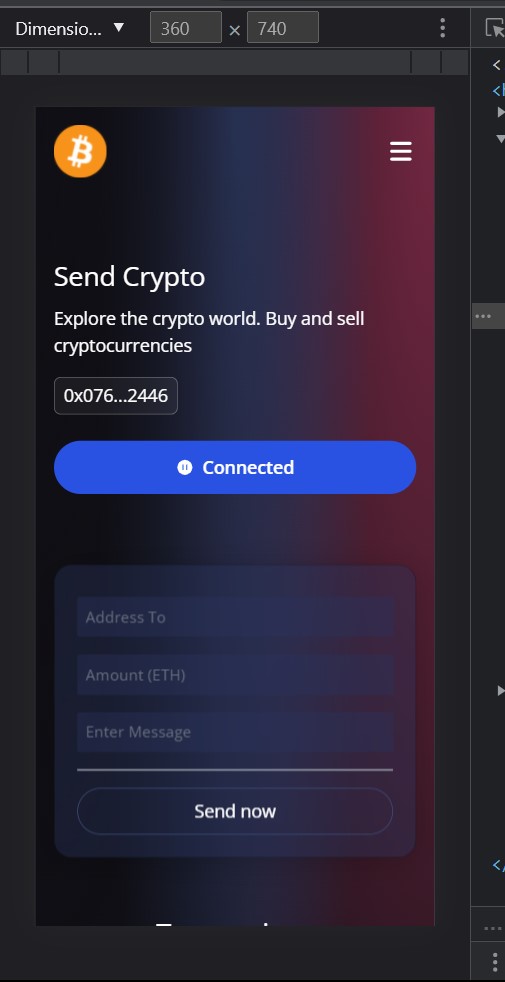 Dimensio... ▼ 360 × 740
Send Crypto
Explore the crypto world. Buy and sell
cryptocurrencies
0x076...2446
Connected
Address To
Amount (ETH)
Enter Message
Send now